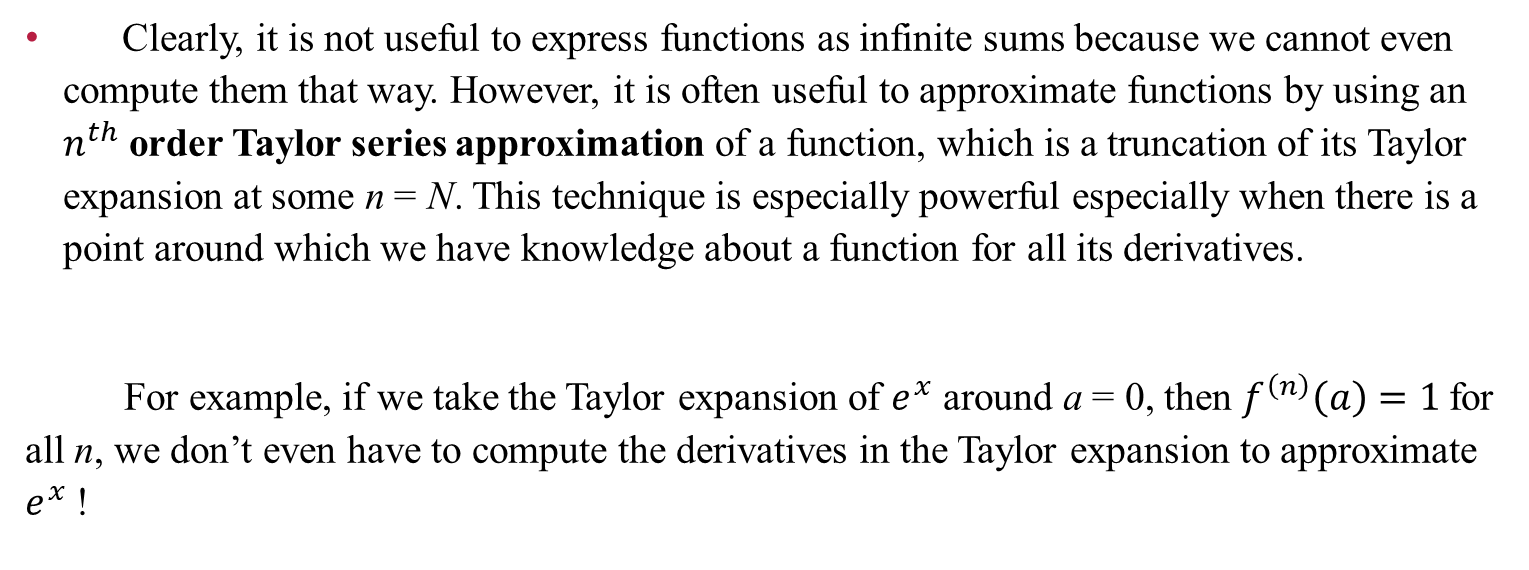 • Clearly, it is not useful to express functions as infinite sums because we cannot even
compute them that way. However, it is often useful to approximate functions by using an
n^{th} order Taylor series approximation of a function, which is a truncation of its Taylor
expansion at some n = N. This technique is especially powerful especially when there is a
point around which we have knowledge about a function for all its derivatives.
For example, if we take the Taylor expansion of e^x around a = 0, then f^{(n)}(a) = 1 for
all n, we don’t even have to compute the derivatives in the Taylor expansion to approximate
e^x !